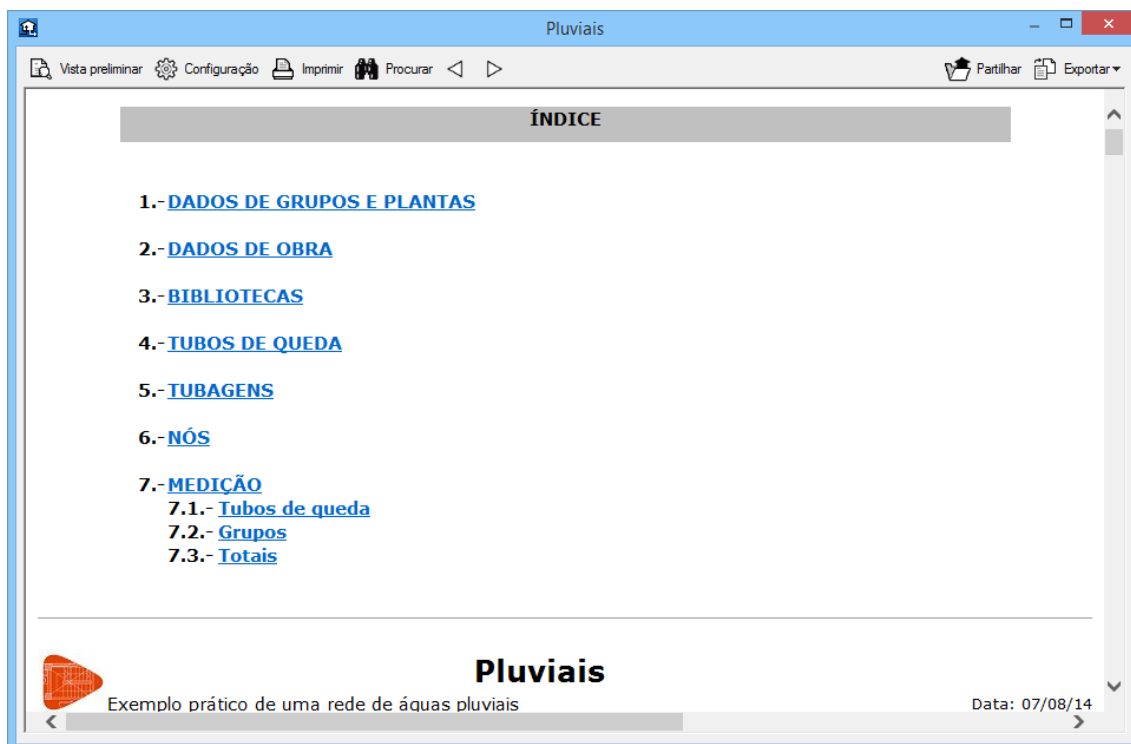 Pluviais
Vista preliminar Configuração Imprimir Procurar Partilhar Exportar
ÍNDICE
1.- DADOS DE GRUPOS E PLANTAS
2.- DADOS DE OBRA
3.- BIBLIOTECAS
4.- TUBOS DE QUEDA
5.- TUBAGENS
6.- NÓS
7.- MEDIÇÃO
7.1.- Tubos de queda
7.2.- Grupos
7.3.- Totais
Pluviais
Exemplo prático de uma rede de águas pluviais Data: 07/08/14